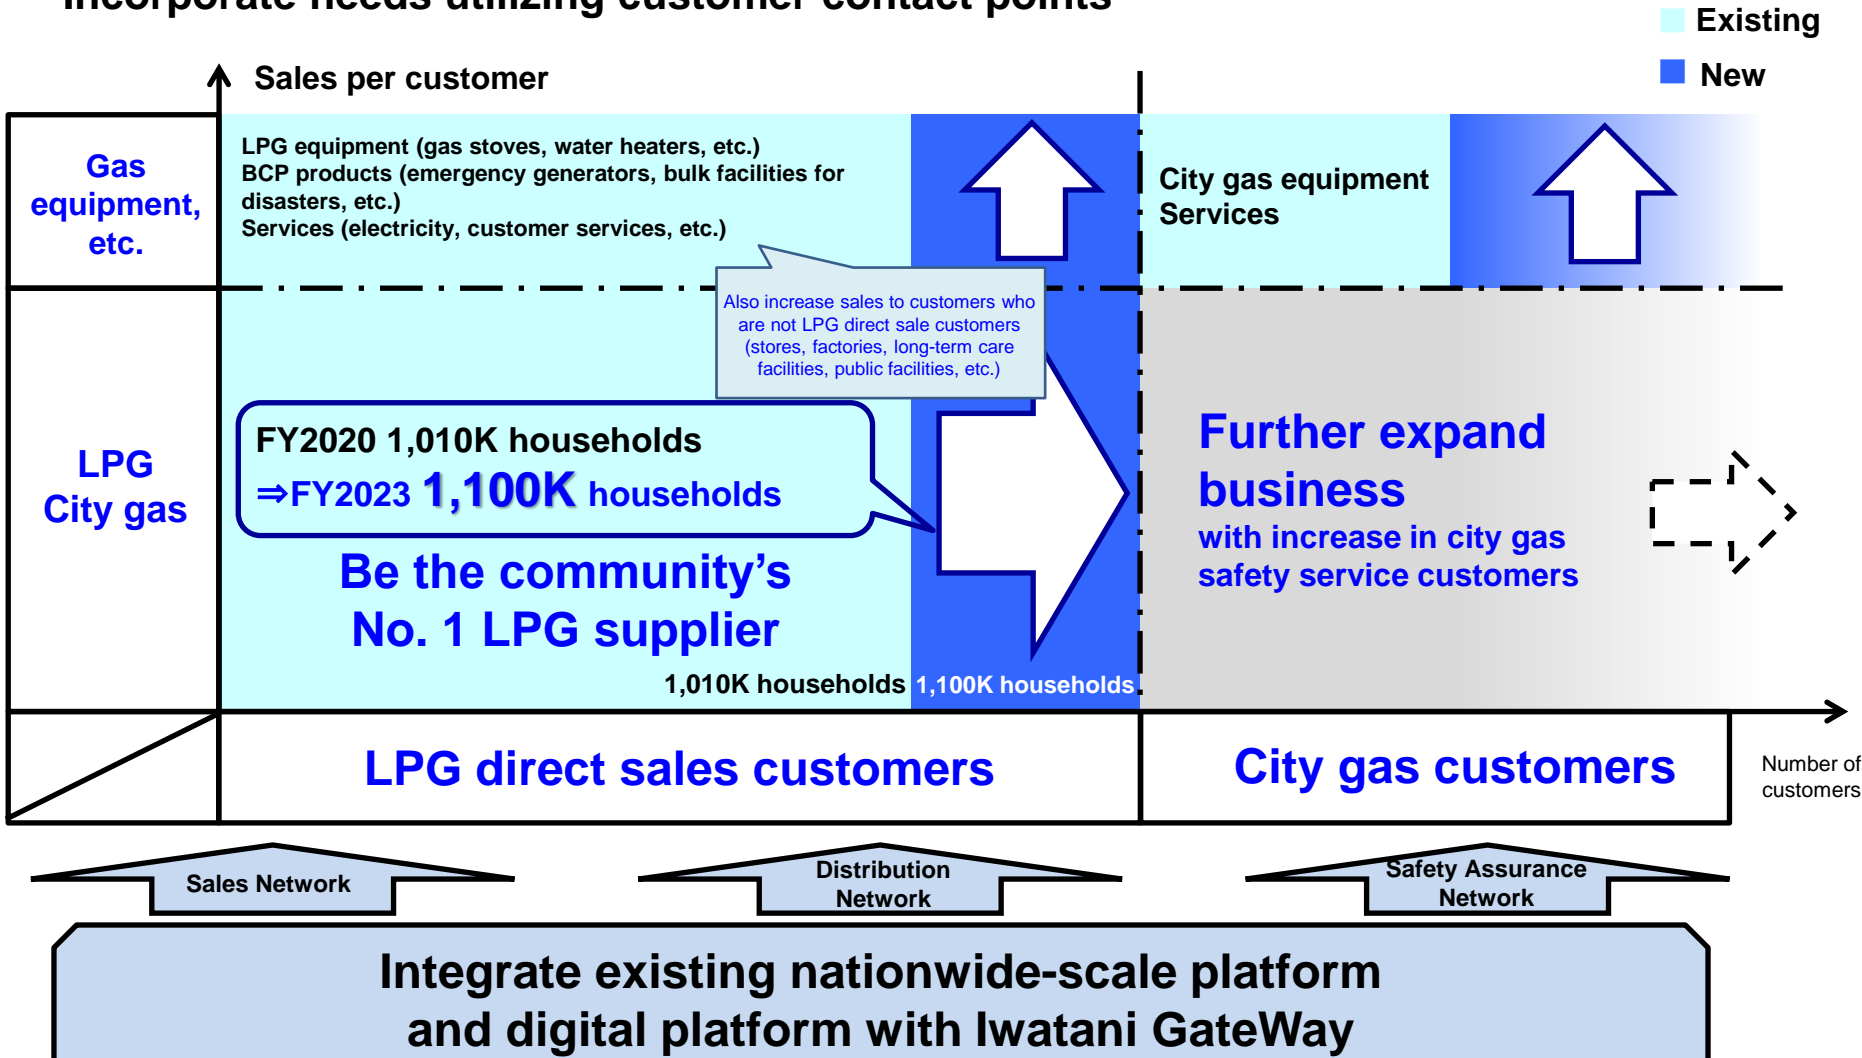 Incorporate needs utilizing customer contact points
Existing
New
Sales per customer
Gas
equipment,
etc.
LPG equipment (gas stoves, water heaters, etc.)
BCP products (emergency generators, bulk facilities for
disasters, etc.)
Services (electricity, customer services, etc.)
City gas equipment
Services
Also increase sales to customers who
are not LPG direct sale customers
(stores, factories, long-term care
facilities, public facilities, etc.)
LPG
City gas
FY2020 1,010K households
⇒FY2023 1,100K households
Be the community’s
No. 1 LPG supplier
1,010K households
1,100K households
Further expand
business
with increase in city gas
safety service customers
LPG direct sales customers
City gas customers
Number of
customers
Sales Network
Distribution
Network
Safety Assurance
Network
Integrate existing nationwide-scale platform
and digital platform with Iwatani GateWay